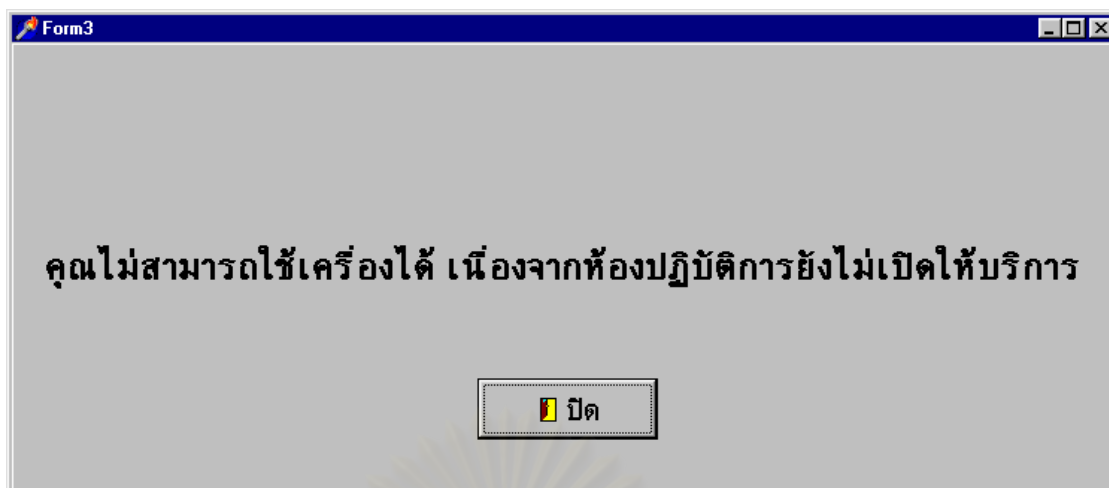 Form3
คุณไม่สามารถใช้เครื่องได้ เนื่องจากห้องปฏิบัติการยังไม่เปิดให้บริการ
ปิด